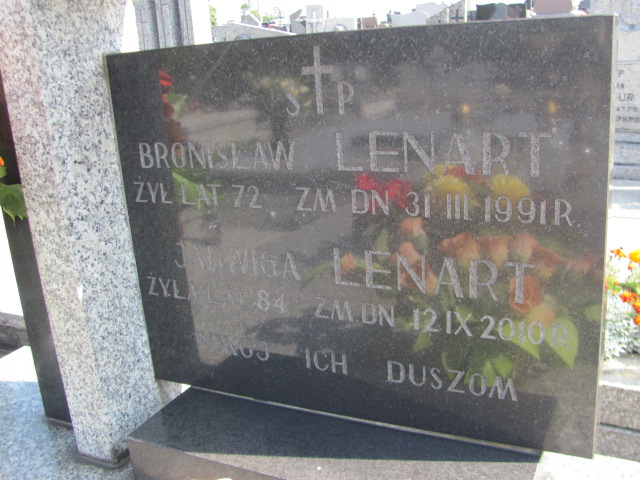 Ś P
BRONISŁAW LENART
ŻYŁ LAT 72 ZM DN 31 III 1991 R.
JADWIGA LENART
ŻYŁA LAT 84 ZM DN 12 IX 2010 R
POKÓJ ICH DUSZOM